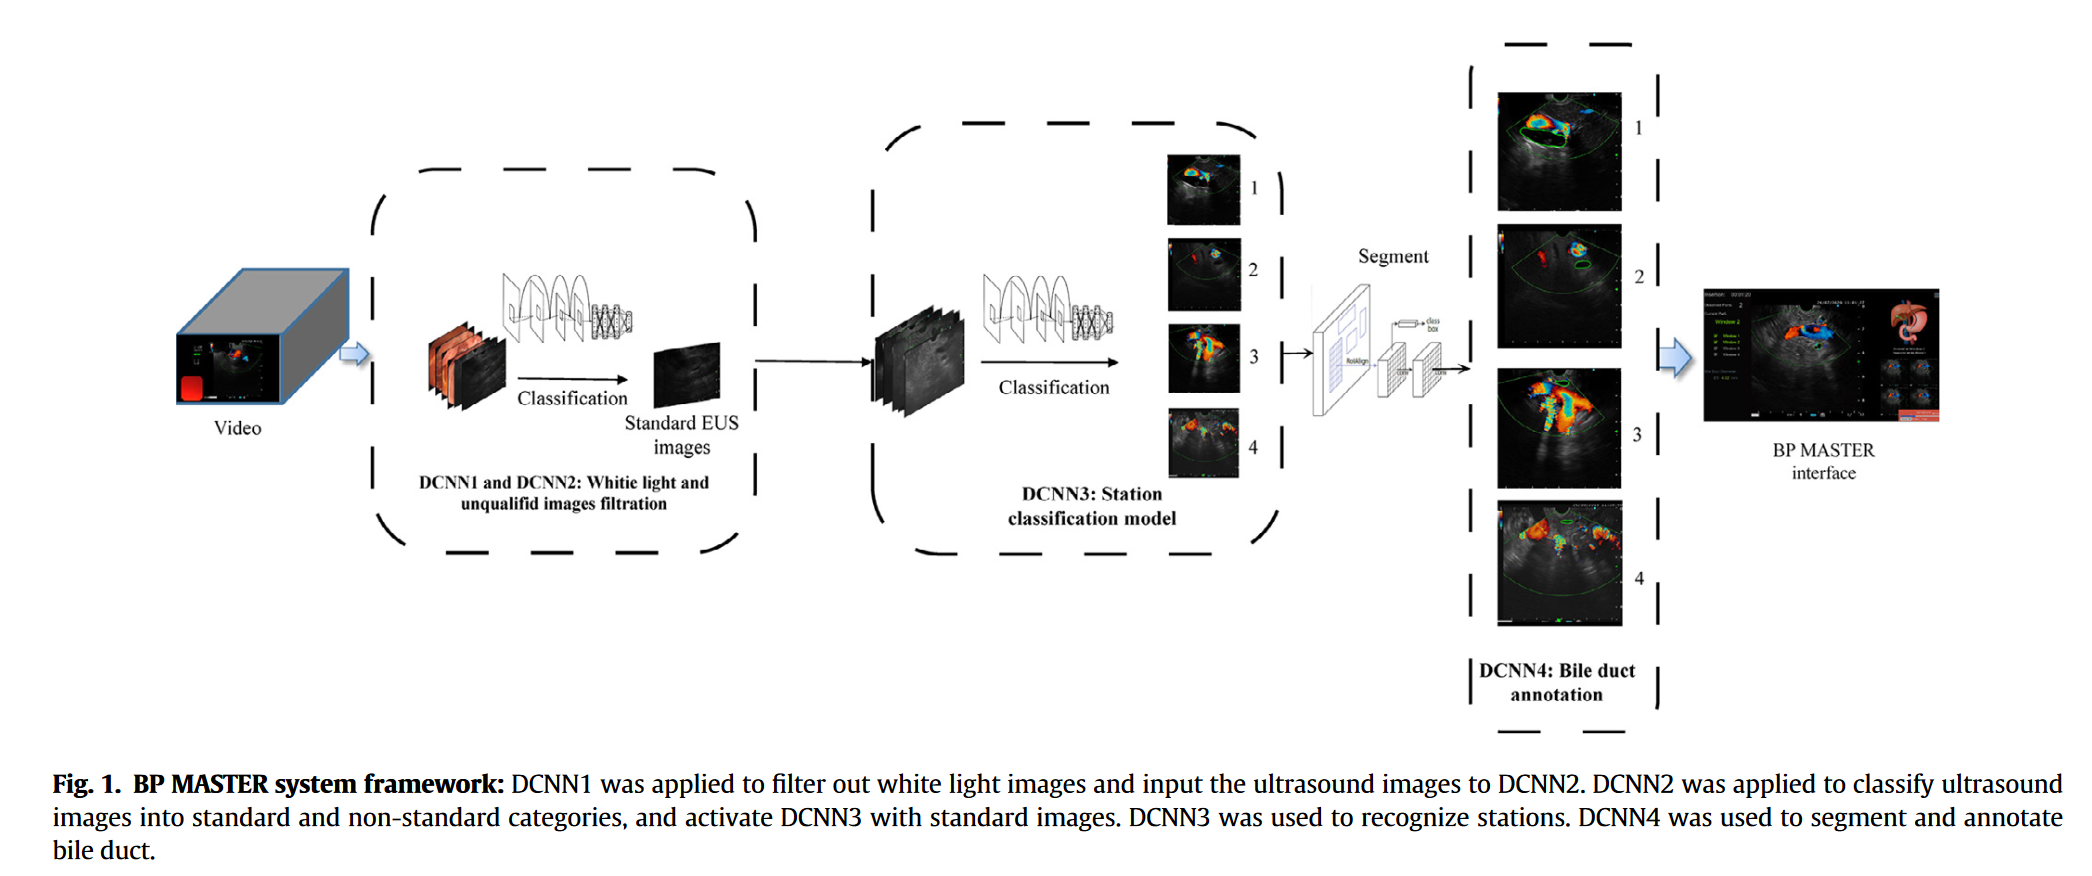 Video
Classification
Standard EUS
images
DCNN1 and DCNN2: Whitie light and
unqualifid images filtration
Classification
1
2
3
4
DCNN3: Station
classification model
Segment
RoIAlign
class
box
conv
conv
1
2
3
4
DCNN4: Bile duct
annotation
Window 2
BP MASTER
interface
Fig. 1. BP MASTER system framework: DCNN1 was applied to filter out white light images and input the ultrasound images to DCNN2. DCNN2 was applied to classify ultrasound
images into standard and non-standard categories, and activate DCNN3 with standard images. DCNN3 was used to recognize stations. DCNN4 was used to segment and annotate
bile duct.